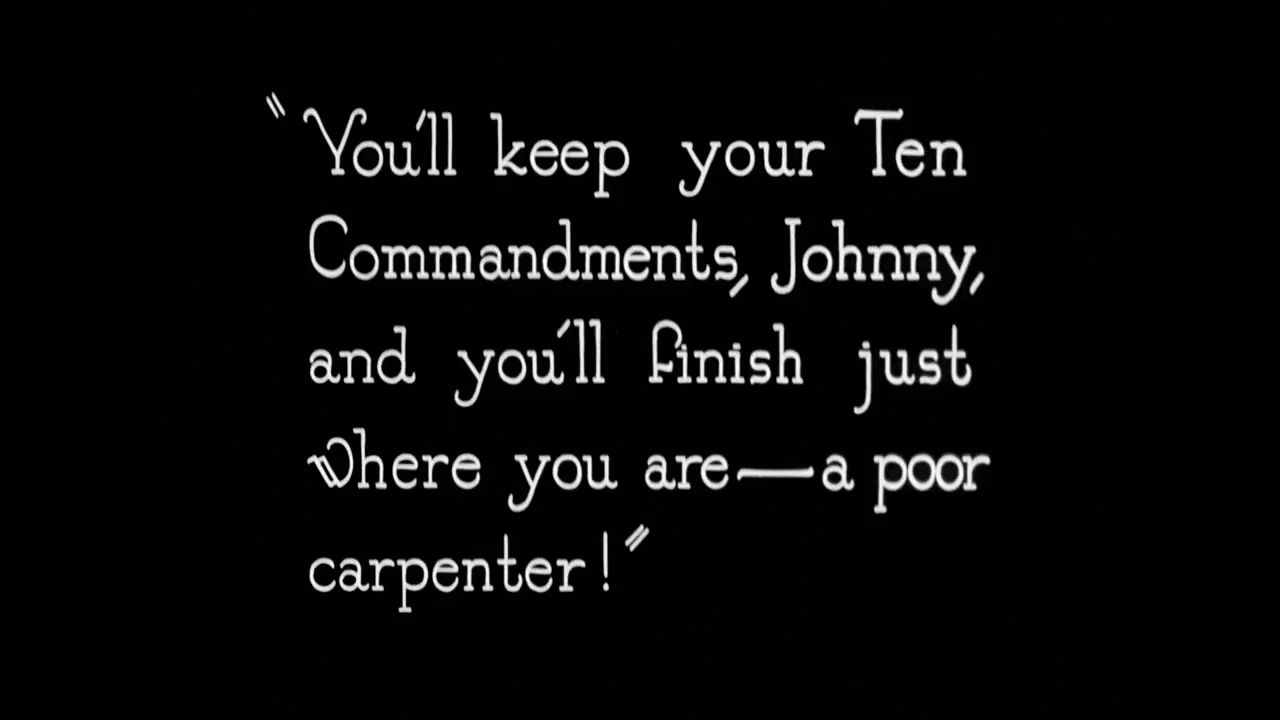 "You'll keep your Ten
Commandments, Johnny,
and you'll finish just
where you are—a poor
carpenter!"